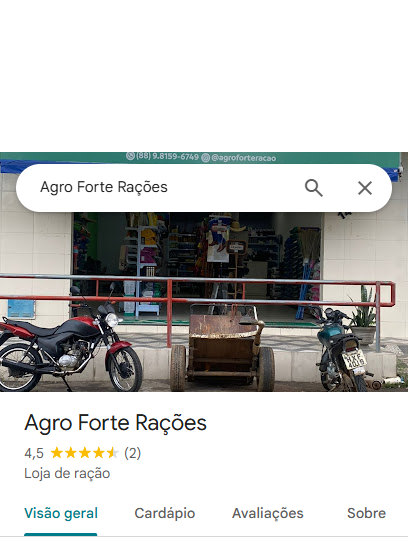 (88) 9.8159-6749 @agroforteracao
Agro Forte Rações
Agro Forte Rações
4,5 (2)
Loja de ração
Visão geral Cardápio Avaliações Sobre